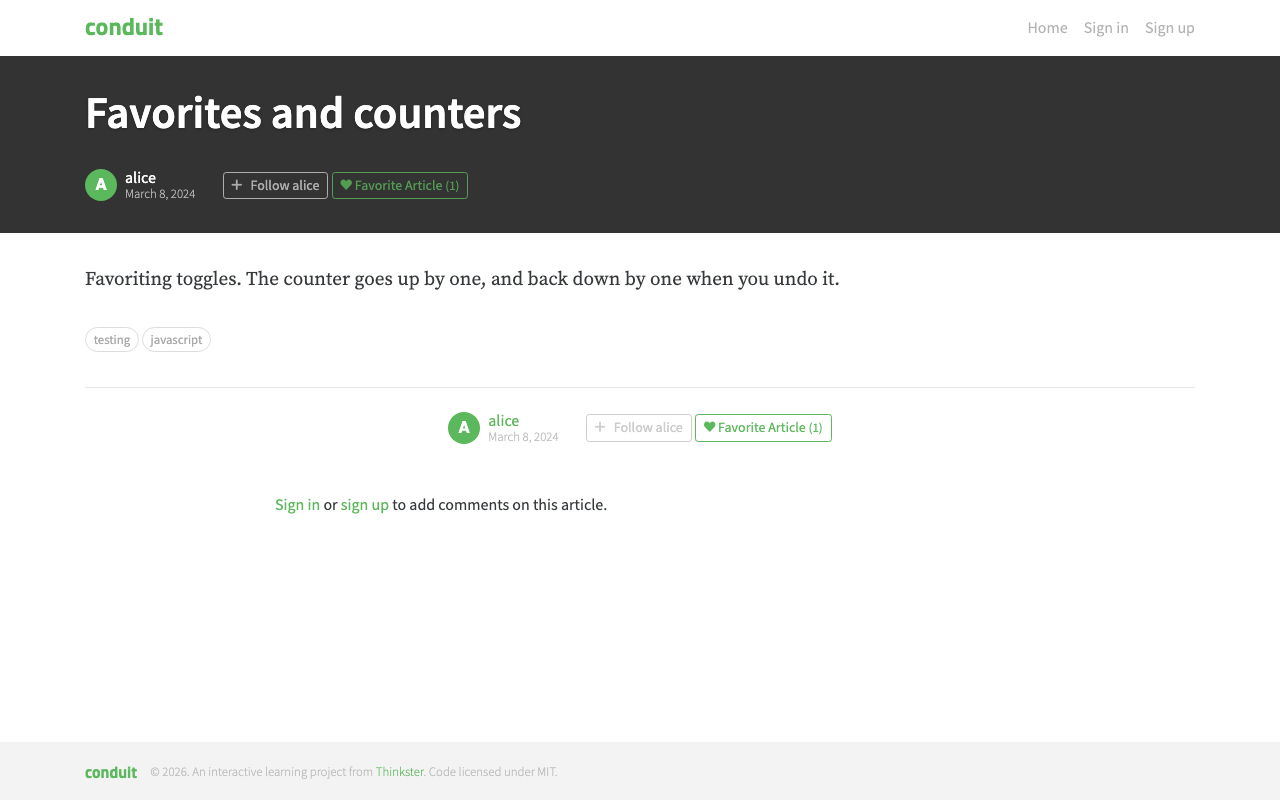 conduit
Home Sign in Sign up
Favorites and counters
A alice
March 8, 2024
Follow alice Favorite Article (1)
Favoriting toggles. The counter goes up by one, and back down by one when you undo it.
testing javascript
A alice
March 8, 2024
Follow alice Favorite Article (1)
Sign in or sign up to add comments on this article.
conduit © 2026. An interactive learning project from Thinkster. Code licensed under MIT.